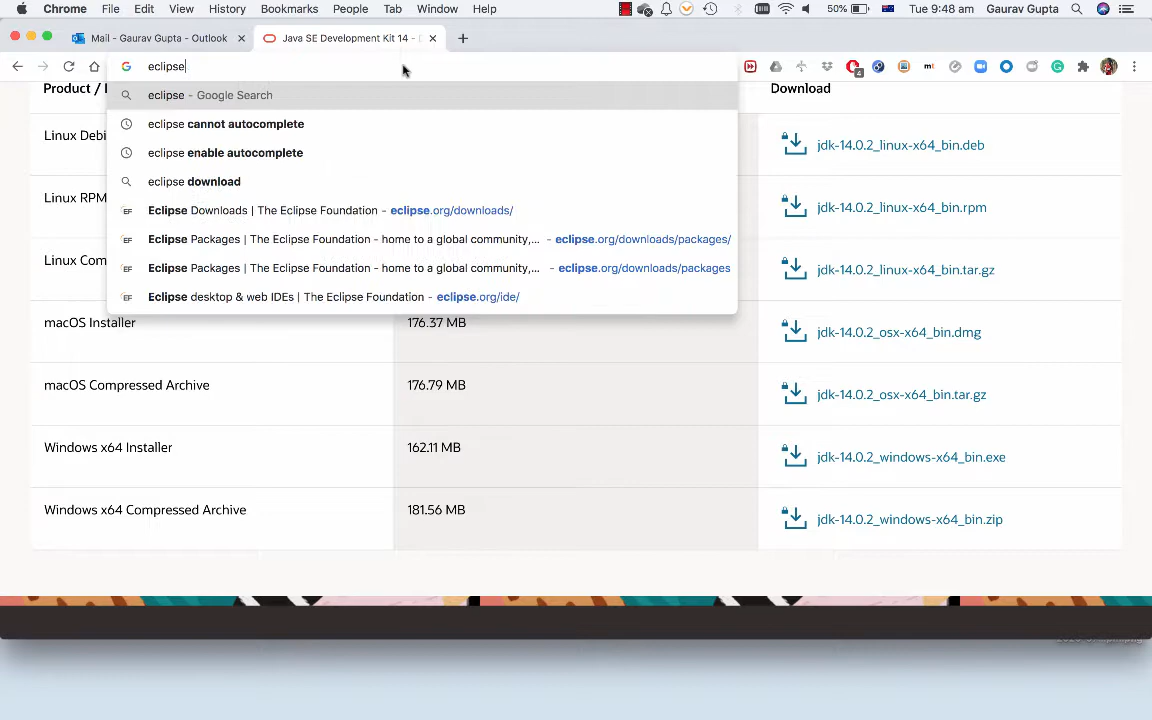 Chrome File Edit View History Bookmarks People Tab Window Help 50% Tue 9:48 am Gaurav Gupta
Mail - Gaurav Gupta - Outlook
Java SE Development Kit 14 -
eclipse
4
eclipse - Google Search
eclipse cannot autocomplete
eclipse enable autocomplete
eclipse download
Eclipse Downloads | The Eclipse Foundation - eclipse.org/downloads/
Eclipse Packages | The Eclipse Foundation - home to a global community,... - eclipse.org/downloads/packages/
Eclipse Packages | The Eclipse Foundation - home to a global community,... - eclipse.org/downloads/packages
Eclipse desktop & web IDEs | The Eclipse Foundation - eclipse.org/ide/
Product / Download
Linux Debi jdk-14.0.2_linux-x64_bin.deb
Linux RPM jdk-14.0.2_linux-x64_bin.rpm
Linux Com jdk-14.0.2_linux-x64_bin.tar.gz
macOS Installer 176.37 MB jdk-14.0.2_osx-x64_bin.dmg
macOS Compressed Archive 176.79 MB jdk-14.0.2_osx-x64_bin.tar.gz
Windows x64 Installer 162.11 MB jdk-14.0.2_windows-x64_bin.exe
Windows x64 Compressed Archive 181.56 MB jdk-14.0.2_windows-x64_bin.zip